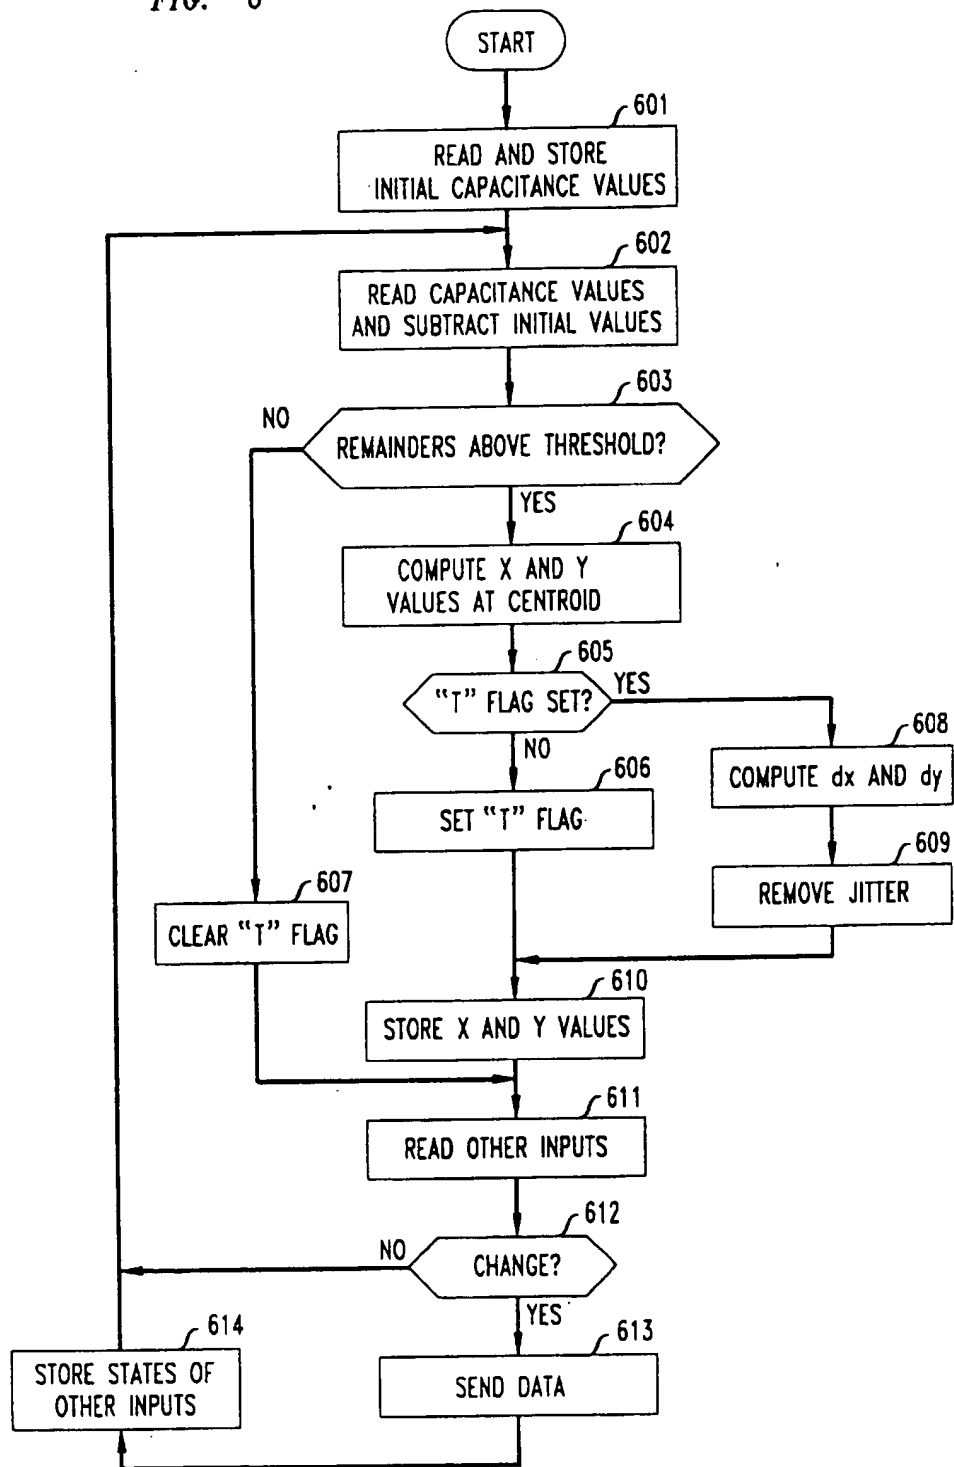 FIG. 6
START
601
READ AND STORE
INITIAL CAPACITANCE VALUES
602
READ CAPACITANCE VALUES
AND SUBTRACT INITIAL VALUES
603
NO
REMAINDERS ABOVE THRESHOLD?
YES
604
COMPUTE X AND Y
VALUES AT CENTROID
605
"T" FLAG SET?
YES
NO
608
COMPUTE dx AND dy
606
SET "T" FLAG
609
REMOVE JITTER
607
CLEAR "T" FLAG
610
STORE X AND Y VALUES
611
READ OTHER INPUTS
612
NO
CHANGE?
YES
614
STORE STATES OF
OTHER INPUTS
613
SEND DATA